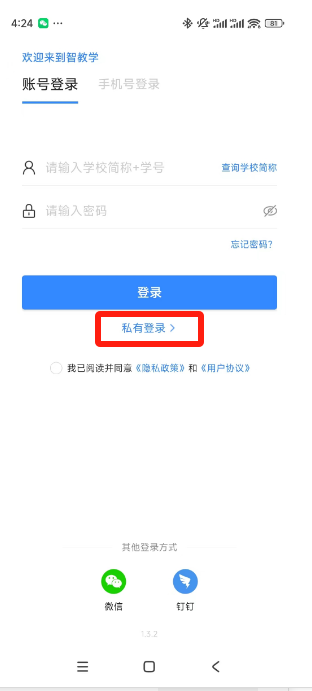 4:24 ··· HD HD 81
欢迎来到智教学
账号登录 手机号登录
请输入学校简称+学号 查询学校简称
请输入密码
忘记密码？
登录
私有登录 >
我已阅读并同意《隐私政策》和《用户协议》
其他登录方式
微信 钉钉
1.3.2